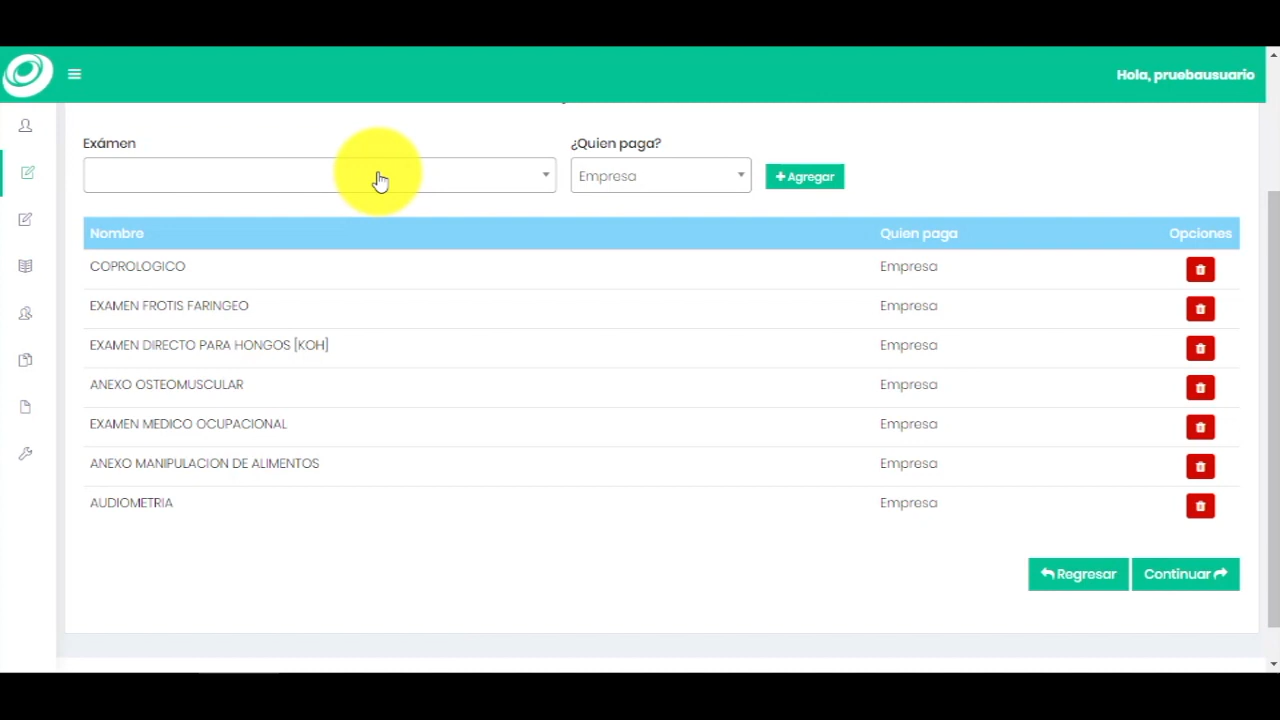 Hola, pruebausuario
Exámen ¿Quien paga?
Empresa Agregar
Nombre Quien paga Opciones
COPROLOGICO Empresa
EXAMEN FROTIS FARINGEO Empresa
EXAMEN DIRECTO PARA HONGOS [KOH] Empresa
ANEXO OSTEOMUSCULAR Empresa
EXAMEN MEDICO OCUPACIONAL Empresa
ANEXO MANIPULACION DE ALIMENTOS Empresa
AUDIOMETRIA Empresa
Regresar Continuar